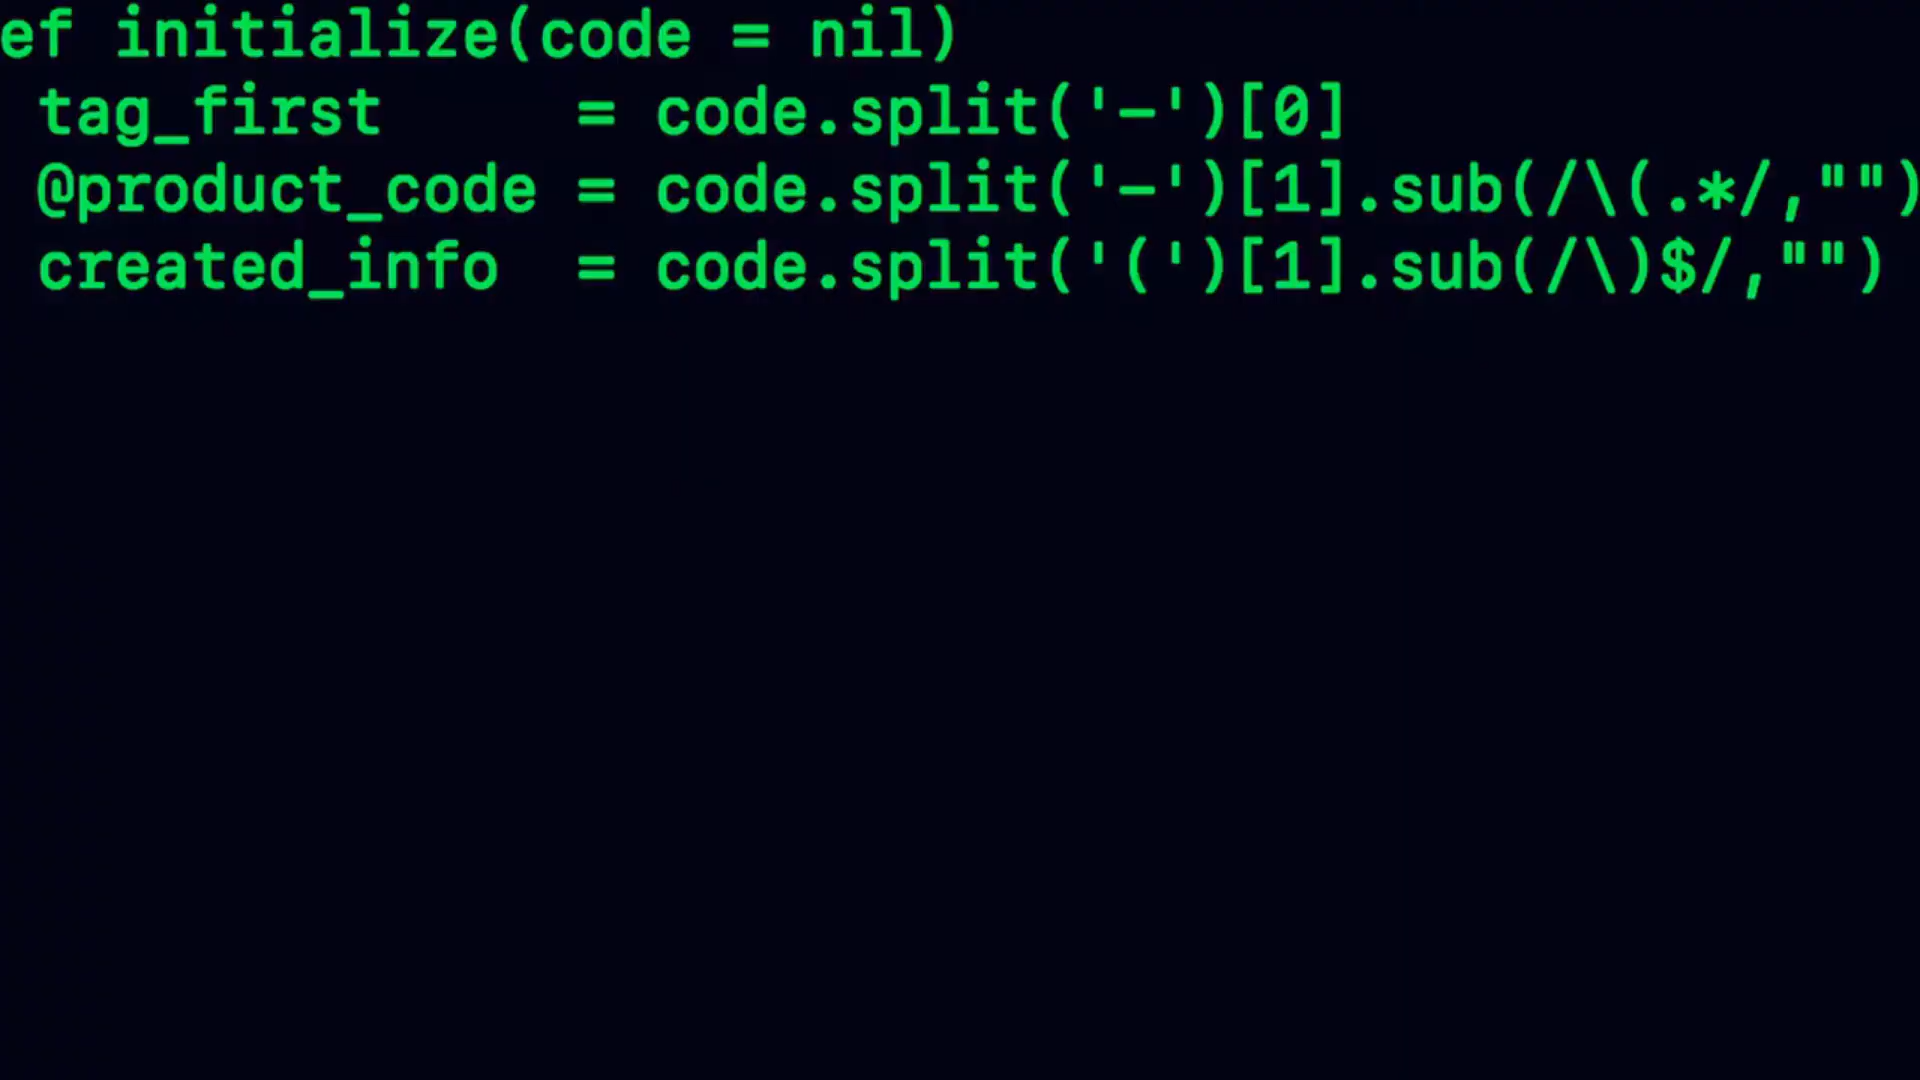 ef initialize(code = nil)
tag_first = code.split('-')[0]
@product_code = code.split('-')[1].sub(/\(.*/,"")
created_info = code.split('(')[1].sub(/\)$/,"")